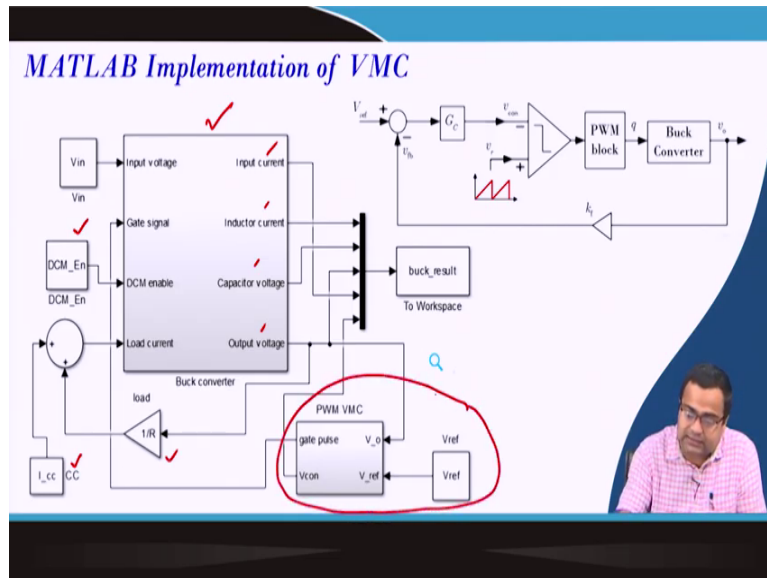 MATLAB Implementation of VMC
Vin
Vin
Input voltage
Input current
Gate signal
Inductor current
DCM_En
DCM_En
DCM enable
Capacitor voltage
Load current
Output voltage
Buck converter
load
1/R
I_cc
CC
buck_result
To Workspace
PWM VMC
gate pulse
V_o
Vcon
V_ref
Vref
Vref
V_ref
+
−
v_fb
G_C
v_con
−
v_r
+
PWM
block
q
Buck
Converter
v_o
k_f